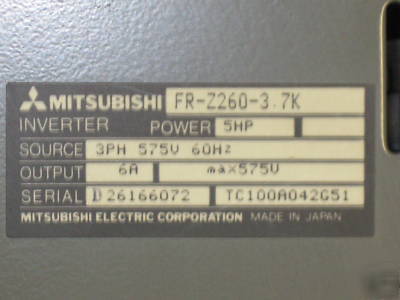 MITSUBISHI FR-Z260-3.7K
INVERTER POWER 5HP
SOURCE 3PH 575V 60Hz
OUTPUT 6A max575V
SERIAL D26166072 TC100A042G51
MITSUBISHI ELECTRIC CORPORATION MADE IN JAPAN